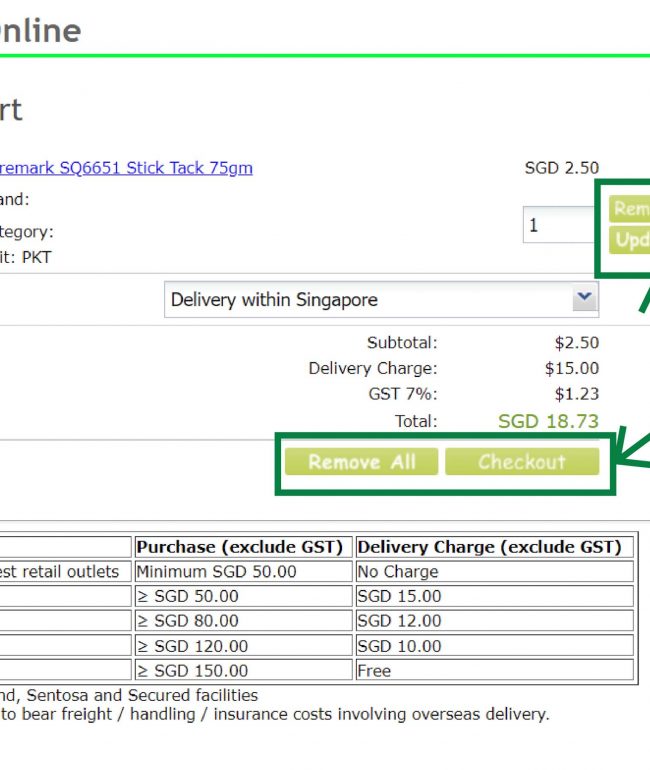 nline
rt
remark SQ6651 Stick Tack 75gm SGD 2.50
and:
1 Rem
tegory: Upd
it: PKT
Delivery within Singapore
Subtotal: $2.50
Delivery Charge: $15.00
GST 7%: $1.23
Total: SGD 18.73
Remove All Checkout
Purchase (exclude GST) Delivery Charge (exclude GST)
est retail outlets Minimum SGD 50.00 No Charge
≥ SGD 50.00 SGD 15.00
≥ SGD 80.00 SGD 12.00
≥ SGD 120.00 SGD 10.00
≥ SGD 150.00 Free
nd, Sentosa and Secured facilities
to bear freight / handling / insurance costs involving overseas delivery.